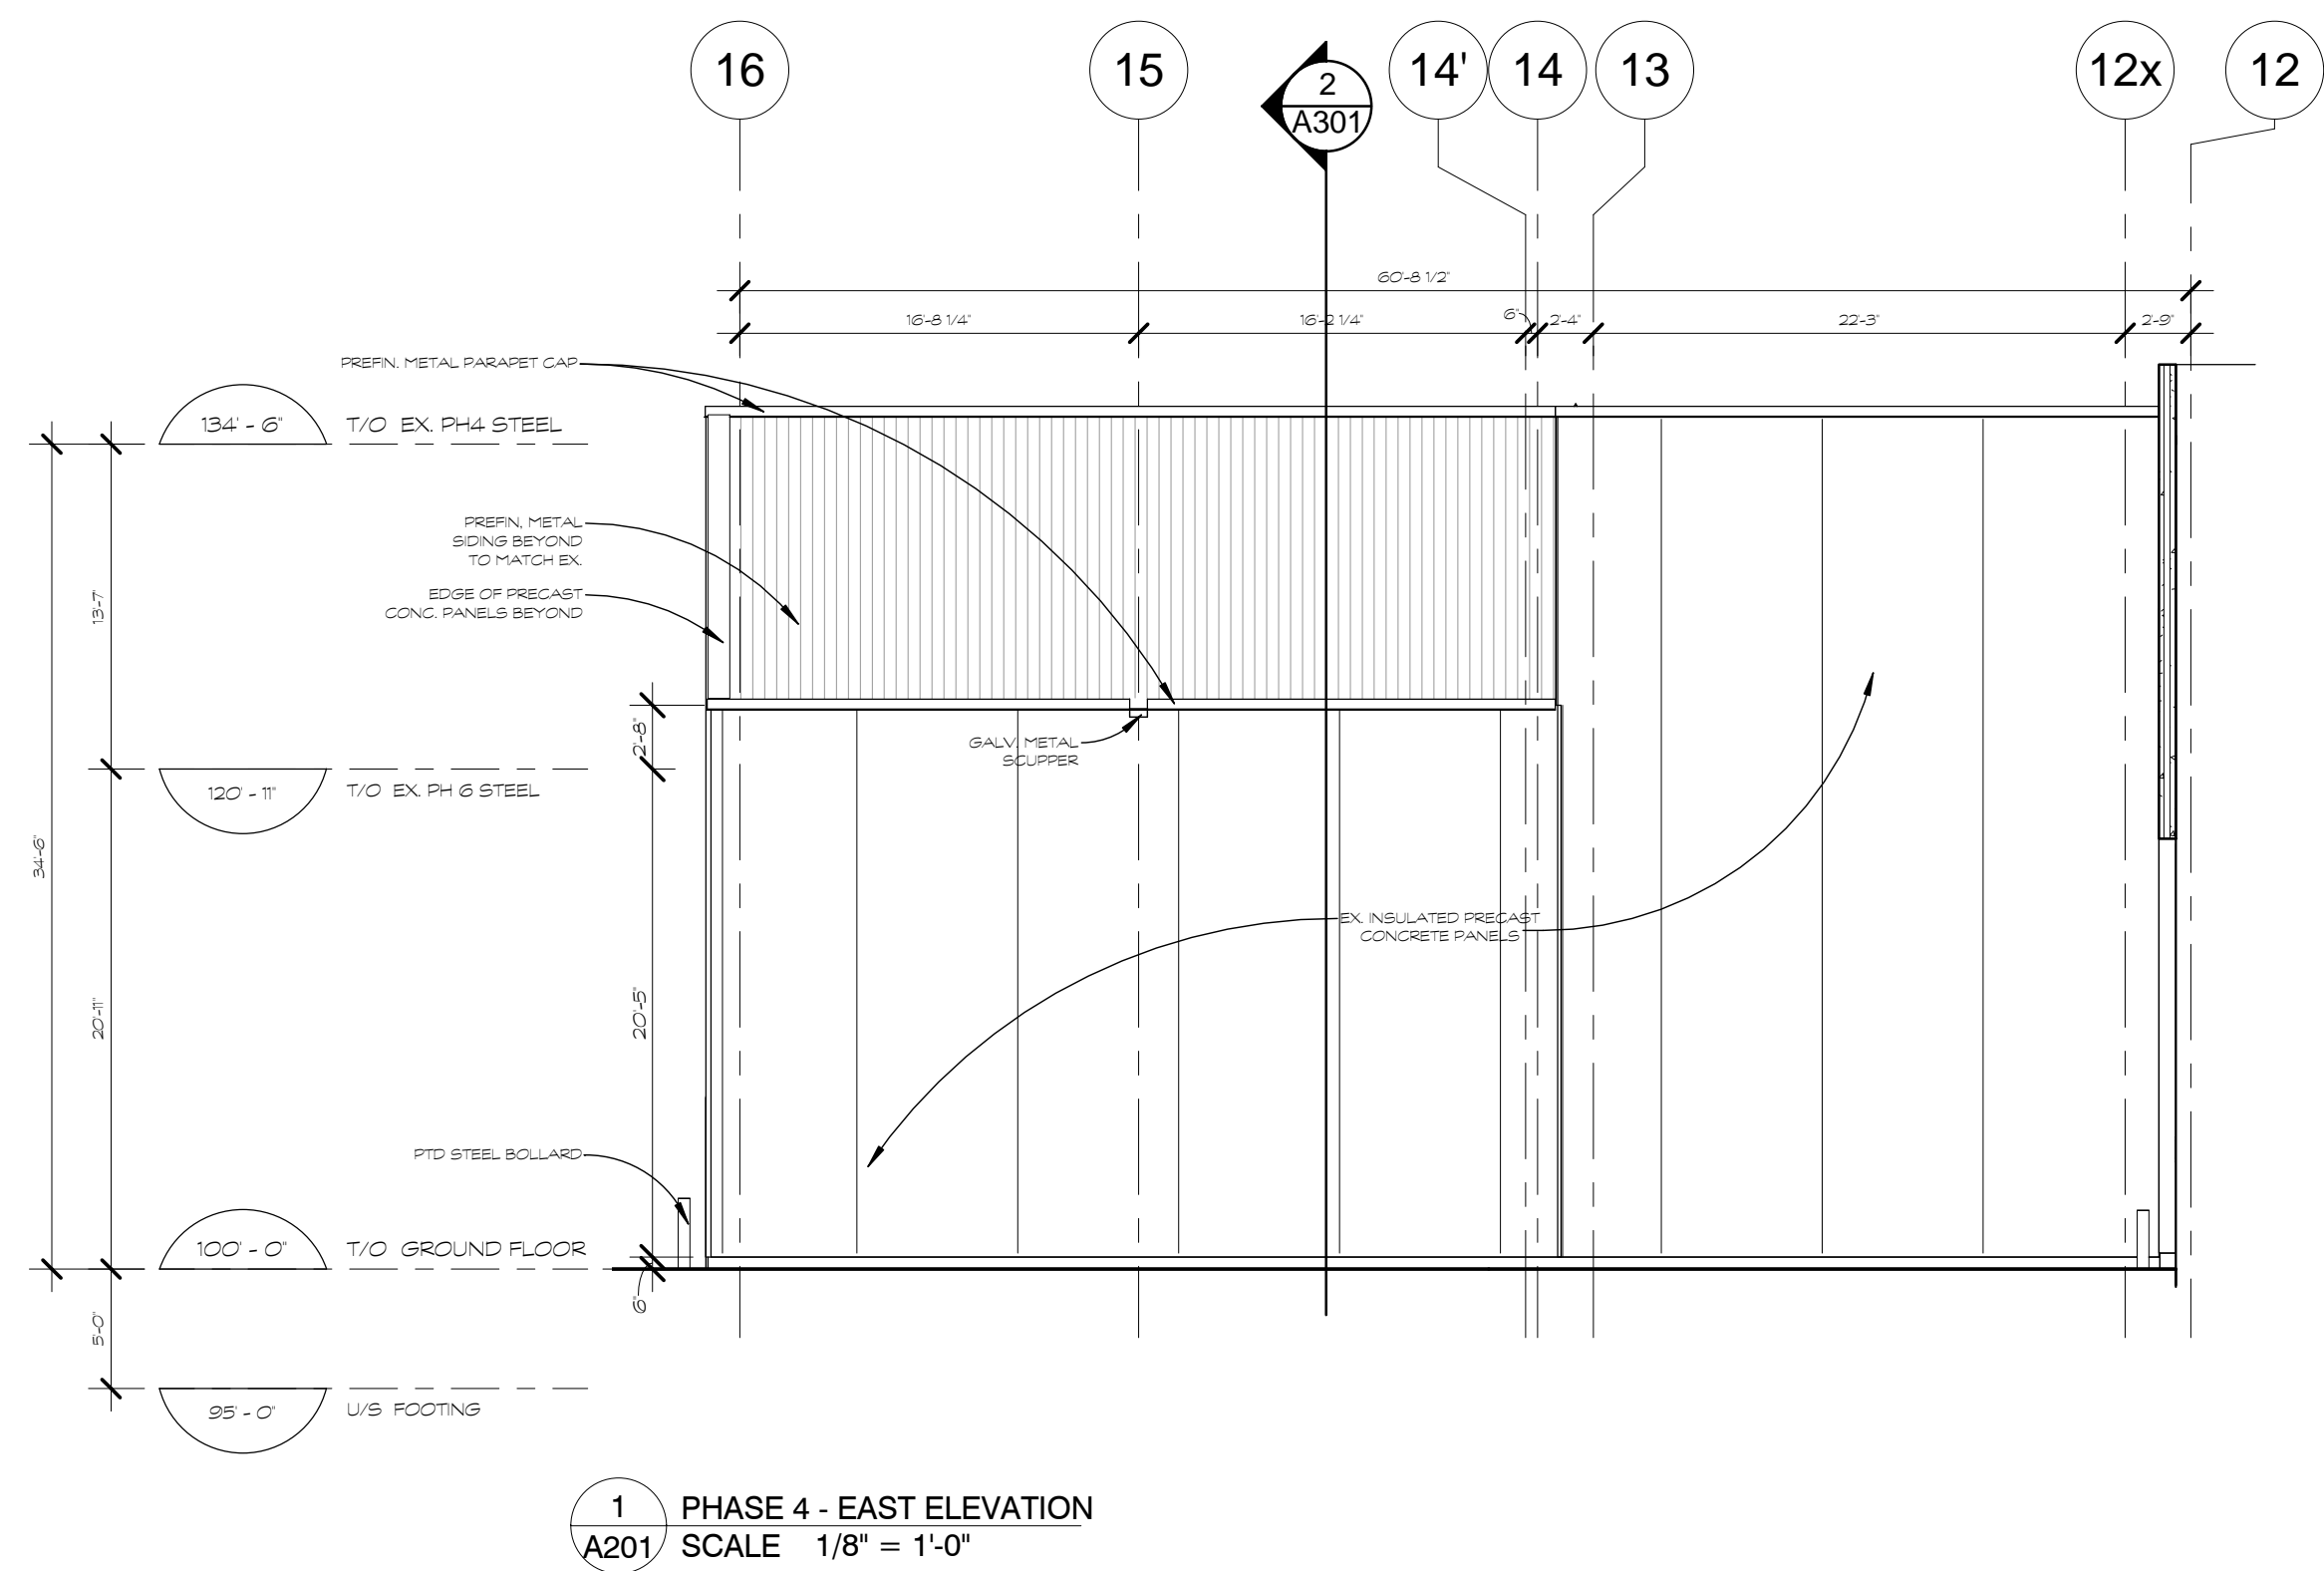 16
15
2
A301
14'
14
13
12x
12
60'-8 1/2"
16'-8 1/4"
16'-2 1/4"
6"
2'-4"
22'-3"
2'-9"
PREFIN. METAL PARAPET CAP
134' - 6"
T/O EX. PH4 STEEL
PREFIN, METAL
SIDING BEYOND
TO MATCH EX.
EDGE OF PRECAST
CONC. PANELS BEYOND
13'-7"
2'-8"
GALV. METAL
SCUPPER
120' - 11"
T/O EX. PH 6 STEEL
34'-6"
EX. INSULATED PRECAST
CONCRETE PANELS
20'-11"
20'-5"
PTD STEEL BOLLARD
100' - 0"
T/O GROUND FLOOR
6"
5'-0"
95' - 0"
U/S FOOTING
1
A201
PHASE 4 - EAST ELEVATION
SCALE 1/8" = 1'-0"